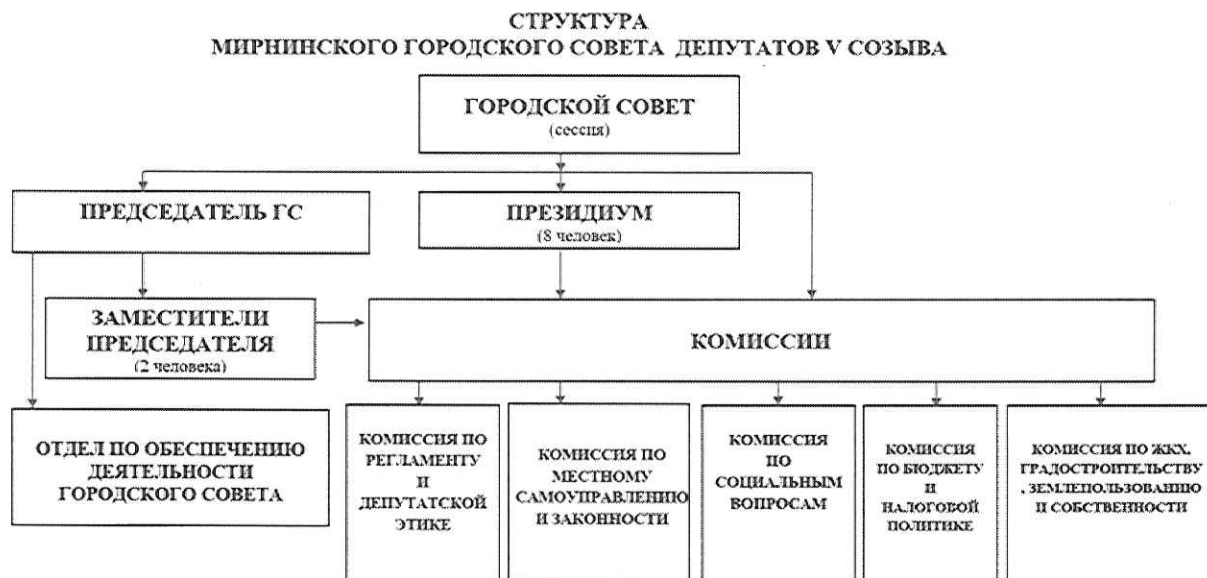 СТРУКТУРА
МИРНИНСКОГО ГОРОДСКОГО СОВЕТА ДЕПУТАТОВ V СОЗЫВА
ГОРОДСКОЙ СОВЕТ
(сессия)
ПРЕДСЕДАТЕЛЬ ГС
ПРЕЗИДИУМ
(8 человек)
ЗАМЕСТИТЕЛИ
ПРЕДСЕДАТЕЛЯ
(2 человека)
КОМИССИИ
ОТДЕЛ ПО ОБЕСПЕЧЕНИЮ
ДЕЯТЕЛЬНОСТИ
ГОРОДСКОГО СОВЕТА
КОМИССИЯ ПО
РЕГЛАМЕНТУ
И
ДЕПУТАТСКОЙ
ЭТИКЕ
КОМИССИЯ ПО
МЕСТНОМУ
САМОУПРАВЛЕНИЮ
И ЗАКОННОСТИ
КОМИССИЯ
ПО
СОЦИАЛЬНЫМ
ВОПРОСАМ
КОМИССИЯ
ПО БЮДЖЕТУ
И
НАЛОГОВОЙ
ПОЛИТИКЕ
КОМИССИЯ ПО ЖКХ,
ГРАДОСТРОИТЕЛЬСТВУ
, ЗЕМЛЕПОЛЬЗОВАНИЮ
И СОБСТВЕННОСТИ